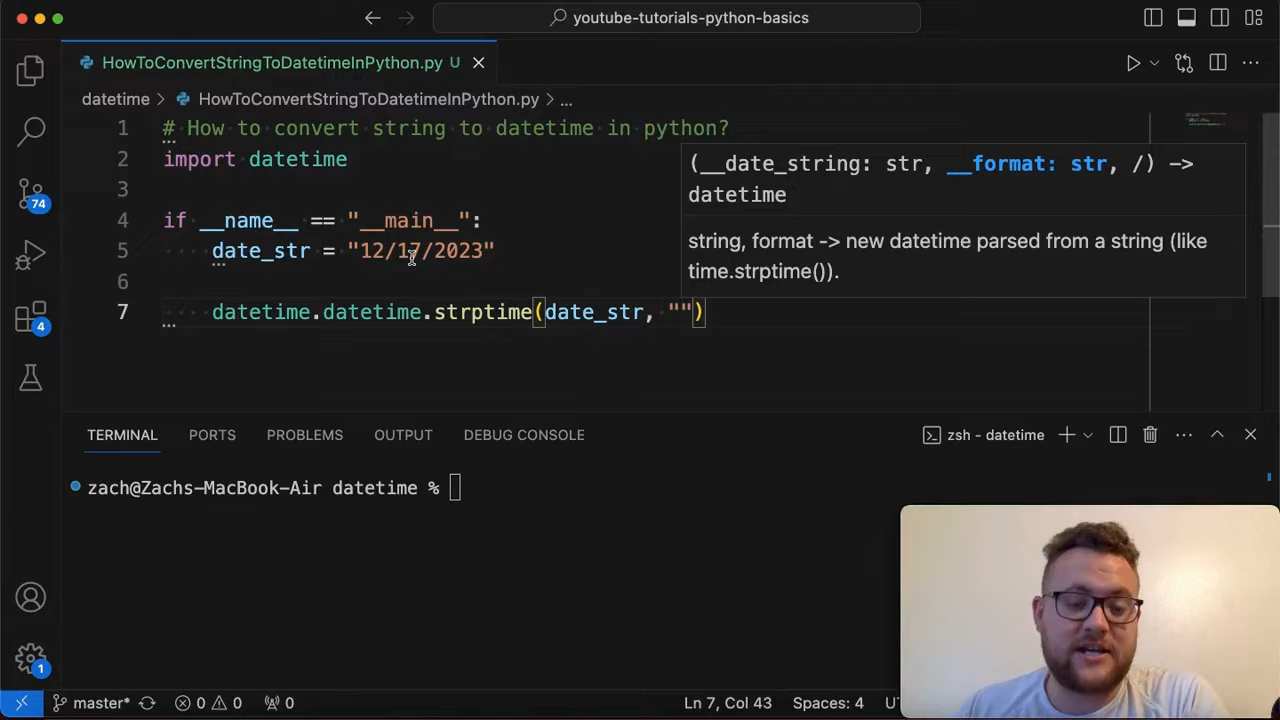 youtube-tutorials-python-basics
HowToConvertStringToDatetimeInPython.py U
datetime > HowToConvertStringToDatetimeInPython.py > ...
1 # How to convert string to datetime in python?
2 import datetime
3
4 if __name__ == "__main__":
5 date_str = "12/17/2023"
6
7 datetime.datetime.strptime(date_str, "")
(__date_string: str, __format: str, /) ->
datetime
string, format -> new datetime parsed from a string (like
time.strptime()).
74
4
TERMINAL PORTS PROBLEMS OUTPUT DEBUG CONSOLE zsh - datetime
zach@Zachs-MacBook-Air datetime %
1
master* 0 0 0 Ln 7, Col 43 Spaces: 4